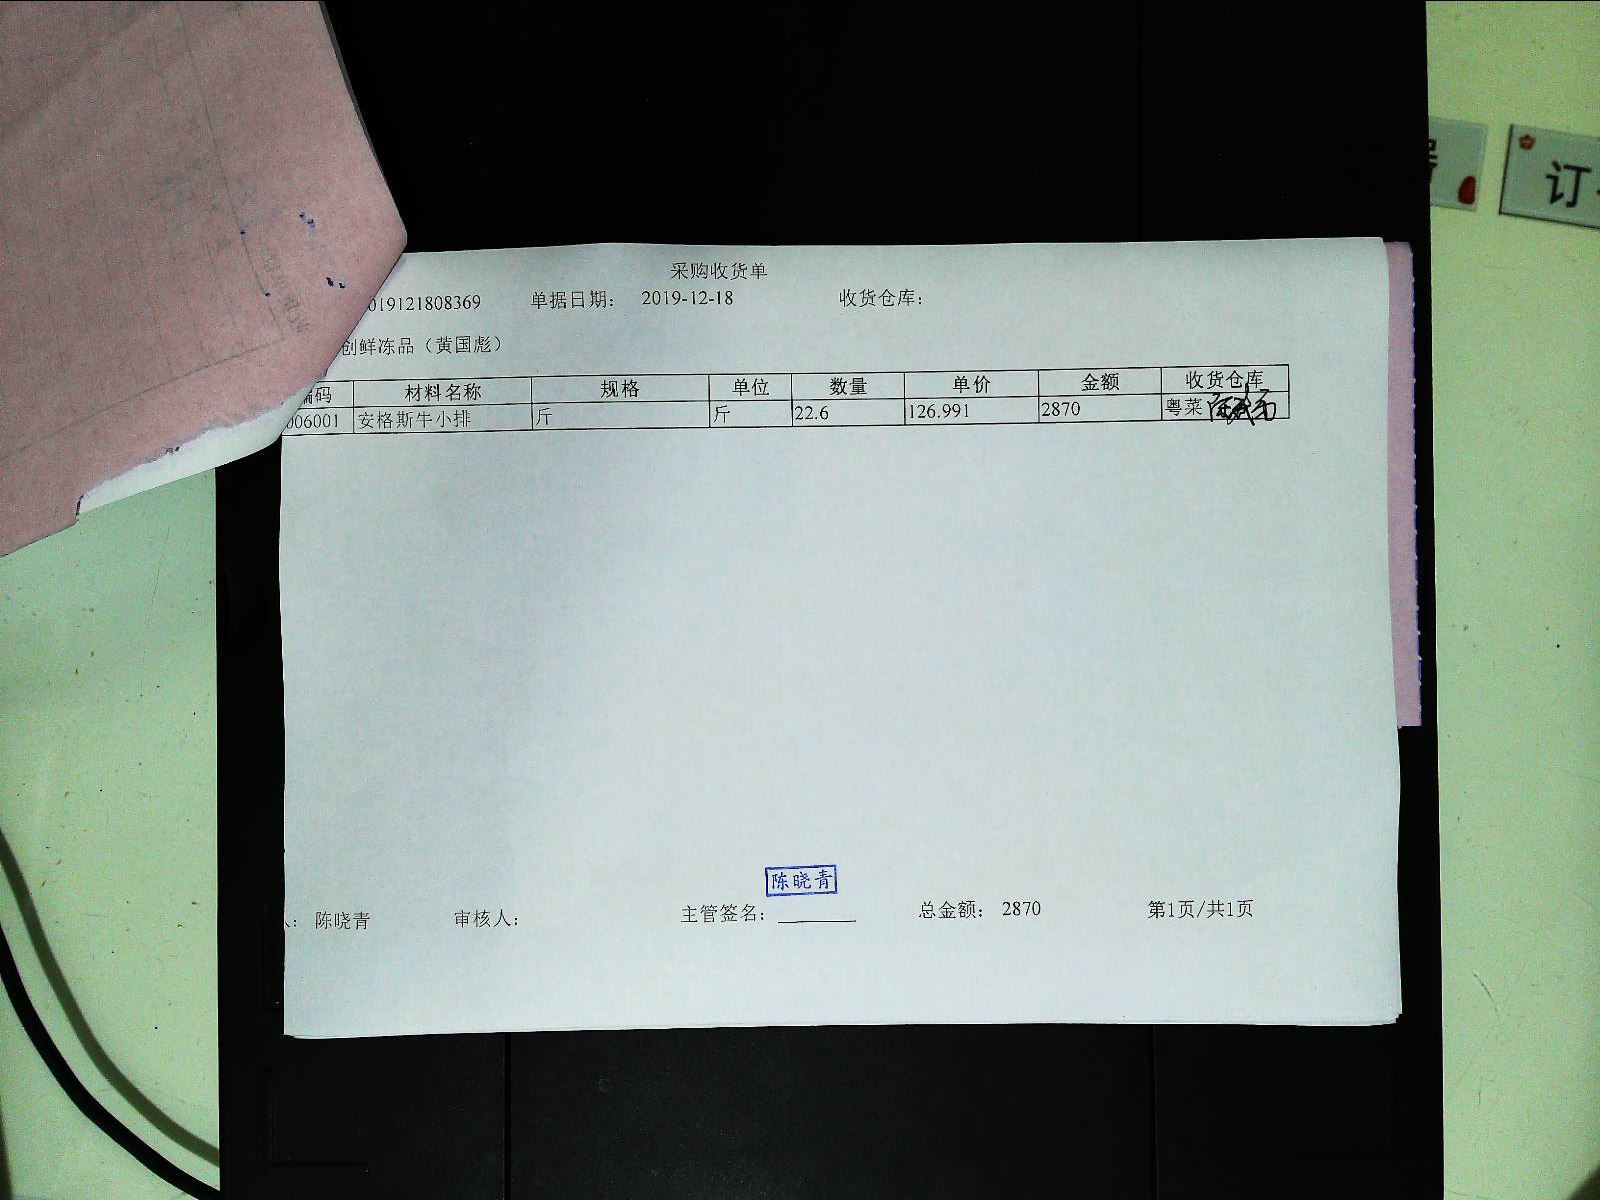 采购收货单
019121808369 单据日期: 2019-12-18 收货仓库:
创鲜冻品（黄国彪）
编码 材料名称 规格 单位 数量 单价 金额 收货仓库
006001 安格斯牛小排 斤 斤 22.6 126.991 2870 粤菜
陈晓青
人: 陈晓青 审核人: 主管签名: 总金额: 2870 第1页/共1页
订